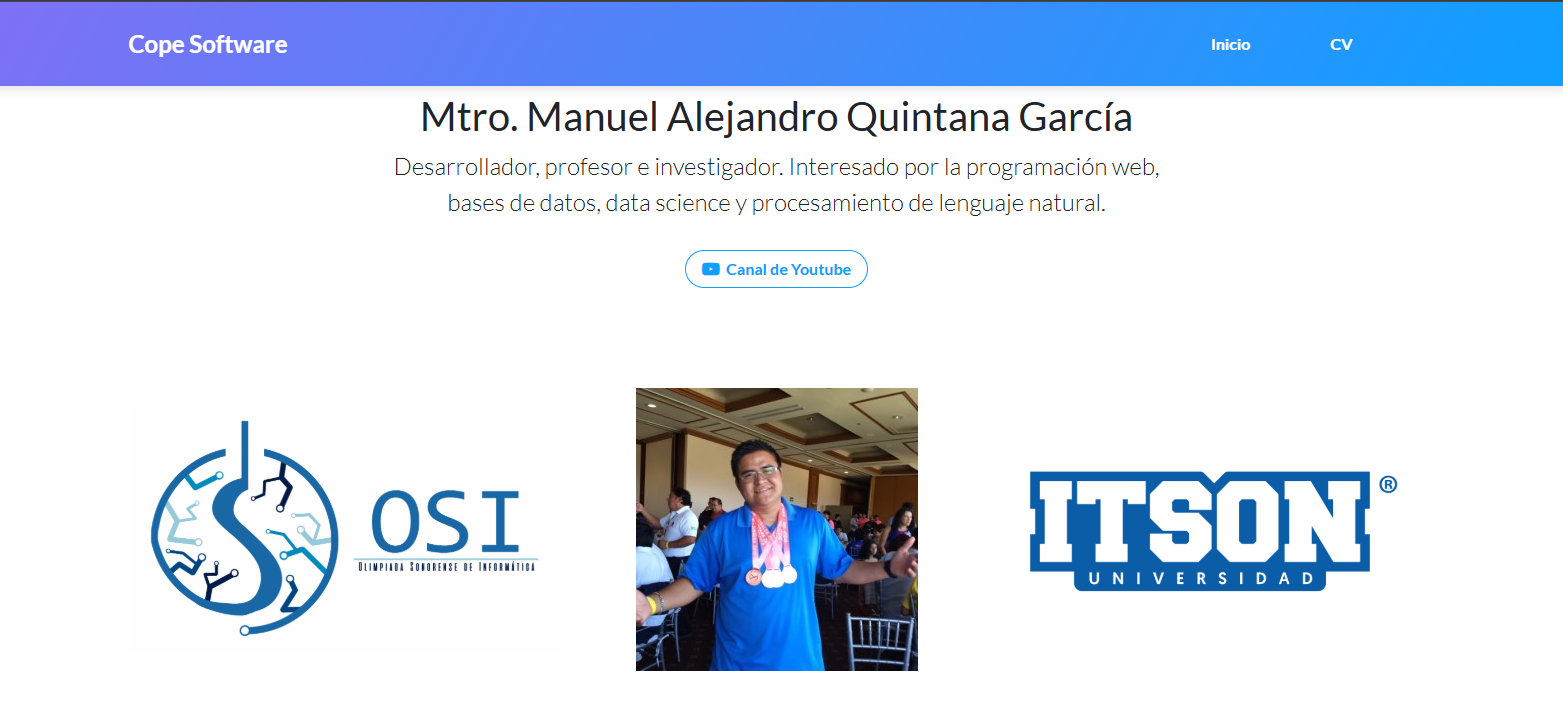 Cope Software
Inicio
CV
Mtro. Manuel Alejandro Quintana García
Desarrollador, profesor e investigador. Interesado por la programación web,
bases de datos, data science y procesamiento de lenguaje natural.
Canal de Youtube
OSI
OLIMPIADA SONORENSE DE INFORMÁTICA
ITSON ®
UNIVERSIDAD